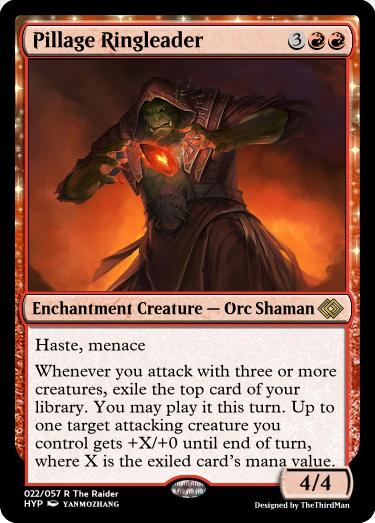 Pillage Ringleader 3
Enchantment Creature — Orc Shaman
Haste, menace
Whenever you attack with three or more
creatures, exile the top card of your
library. You may play it this turn. Up to
one target attacking creature you
control gets +X/+0 until end of turn,
where X is the exiled card's mana value.
4/4
022/057 R The Raider
HYP YANMOZHANG
Designed by TheThirdMan